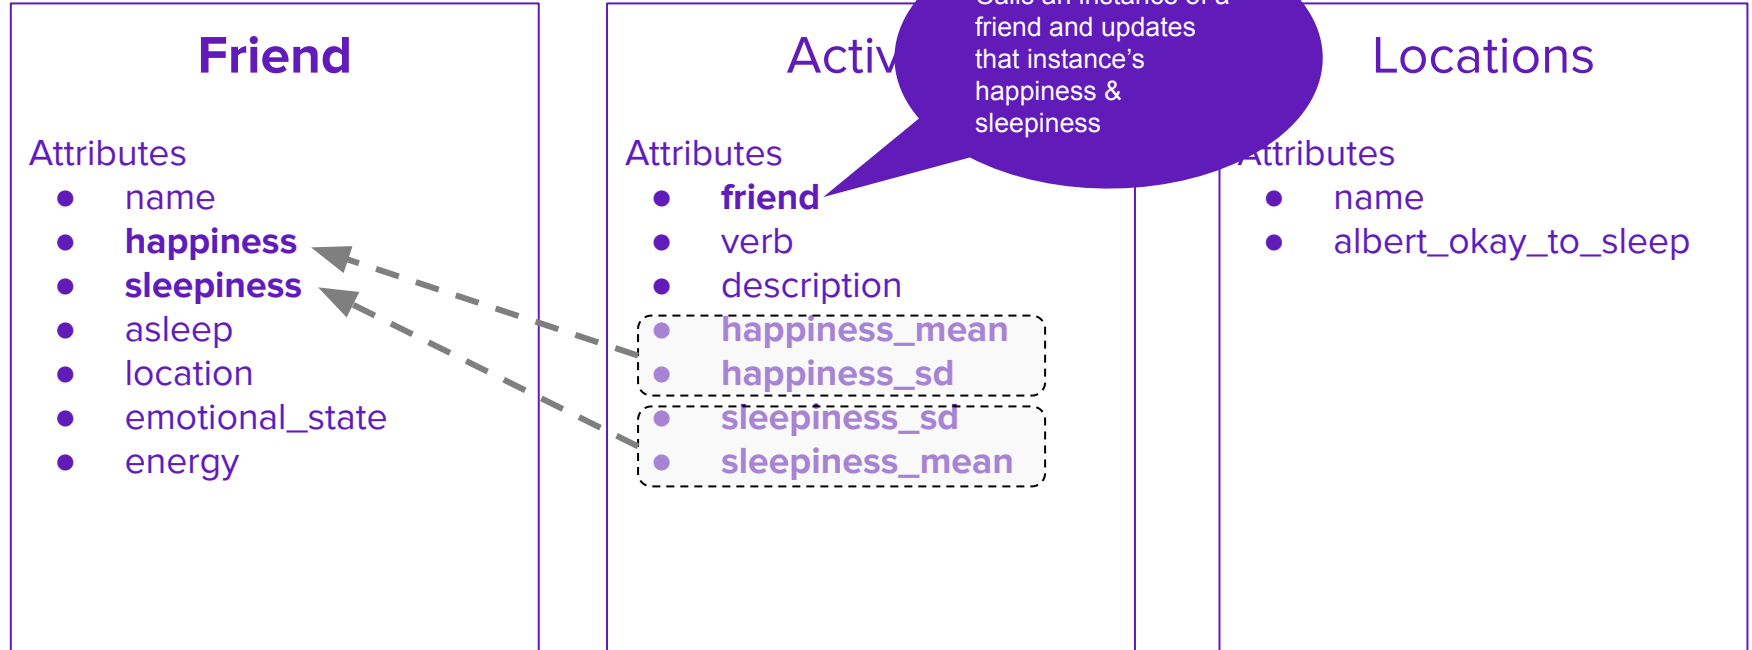 Friend
Attributes
name
happiness
sleepiness
asleep
location
emotional_state
energy
Attributes
friend
verb
description
happiness_mean
happiness_sd
sleepiness_sd
sleepiness_mean
friend and updates
that instance's
happiness &
sleepiness
Locations
Attributes
name
albert_okay_to_sleep